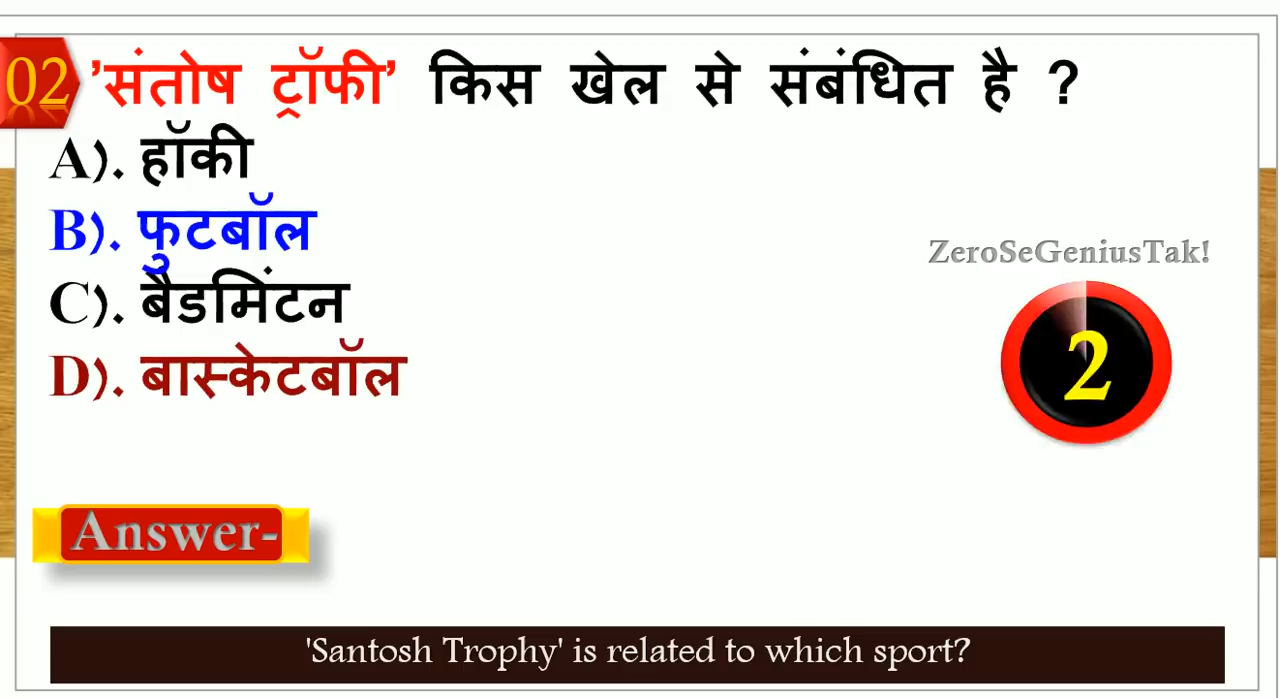 02 'संतोष ट्रॉफी' किस खेल से संबंधित है ?
A). हॉकी
B). फुटबॉल
C). बैडमिंटन
D). बास्केटबॉल
ZeroSeGeniusTak!
2
Answer-
'Santosh Trophy' is related to which sport?